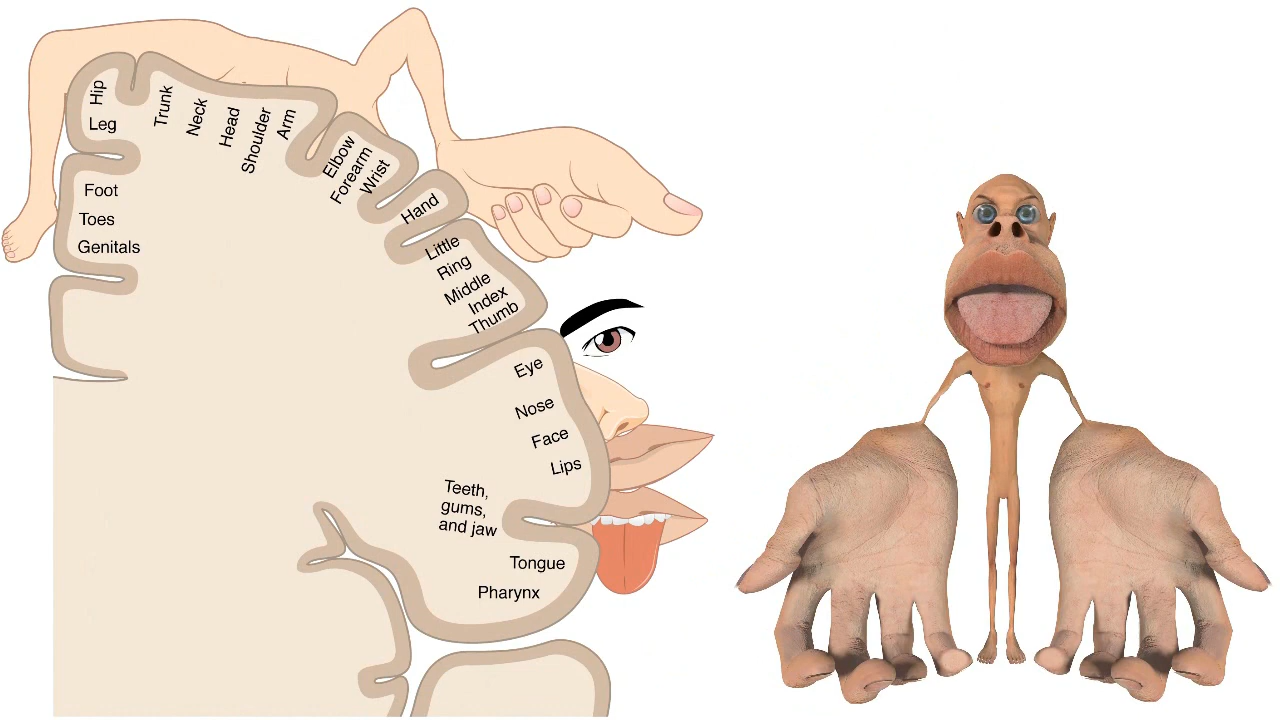 Hip
Leg
Foot
Toes
Genitals
Trunk
Neck
Head
Shoulder
Arm
Elbow
Forearm
Wrist
Hand
Little
Ring
Middle
Index
Thumb
Eye
Nose
Face
Lips
Teeth,
gums,
and jaw
Tongue
Pharynx